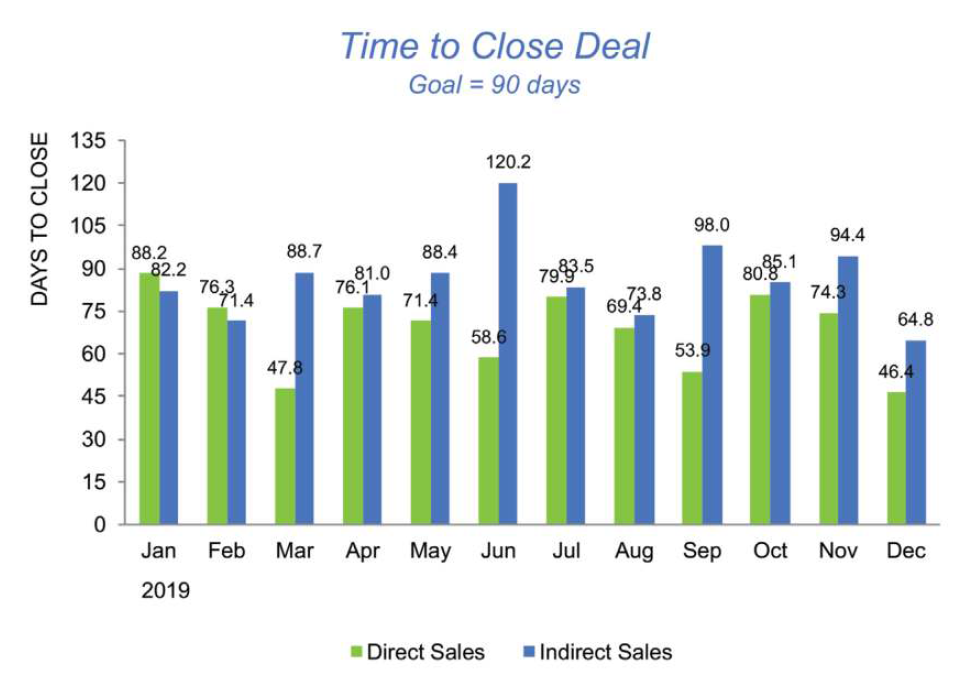 Time to Close Deal
Goal = 90 days
DAYS TO CLOSE
135
120
105
90
75
60
45
30
15
0
88.2 82.2 76.3 71.4 47.8 88.7 76.1 81.0 71.4 88.4 58.6 120.2 79.9 83.5 69.4 73.8 53.9 98.0 80.8 85.1 74.3 94.4 46.4 64.8
Jan Feb Mar Apr May Jun Jul Aug Sep Oct Nov Dec
2019
Direct Sales Indirect Sales